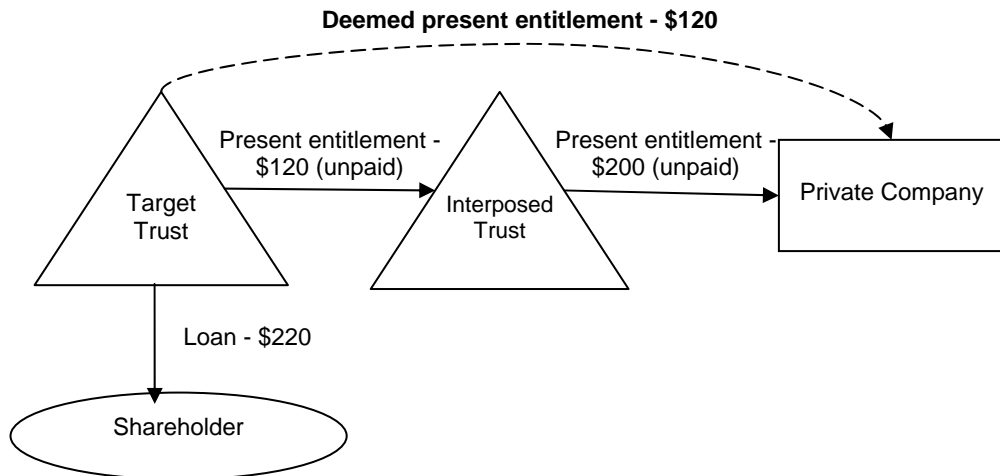 Deemed present entitlement - $120
Present entitlement -
$120 (unpaid)
Present entitlement -
$200 (unpaid)
Target
Trust
Interposed
Trust
Private Company
Loan - $220
Shareholder